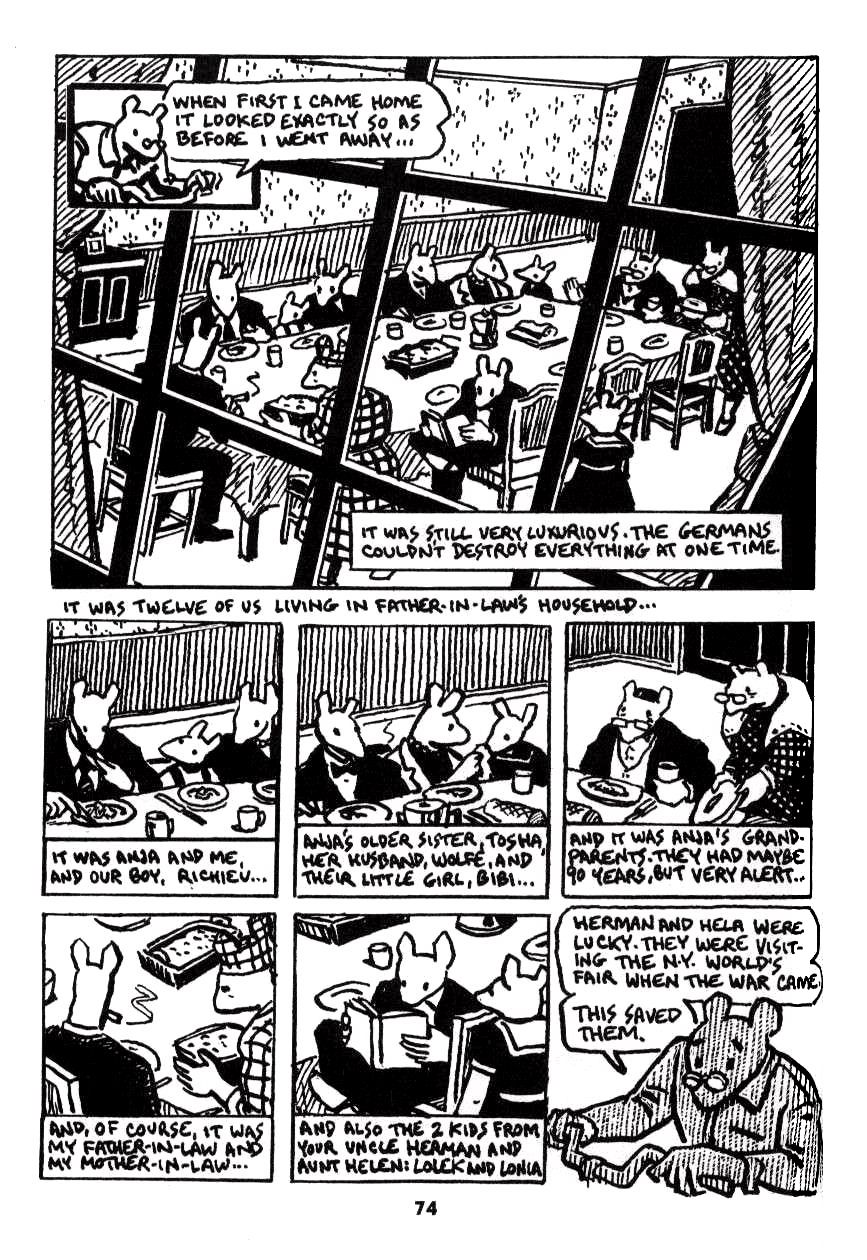 WHEN FIRST I CAME HOME
IT LOOKED EXACTLY SO AS
BEFORE I WENT AWAY...
IT WAS STILL VERY LUXURIOUS. THE GERMANS
COULDN'T DESTROY EVERYTHING AT ONE TIME.
IT WAS TWELVE OF US LIVING IN FATHER-IN-LAW'S HOUSEHOLD...
IT WAS ANJA AND ME,
AND OUR BOY, RICHIEU...
ANJA'S OLDER SISTER, TOSHA,
HER HUSBAND, WOLFE, AND
THEIR LITTLE GIRL, BIBI...
AND IT WAS ANJA'S GRAND-
PARENTS. THEY HAD MAYBE
90 YEARS, BUT VERY ALERT...
AND, OF COURSE, IT WAS
MY FATHER-IN-LAW AND
MY MOTHER-IN-LAW...
AND ALSO THE 2 KIDS FROM
YOUR UNCLE HERMAN AND
AUNT HELEN: LOLEK AND LONIA
HERMAN AND HELA WERE
LUCKY. THEY WERE VISIT-
ING THE N.Y. WORLD'S
FAIR WHEN THE WAR CAME
THIS SAVED
THEM.
74